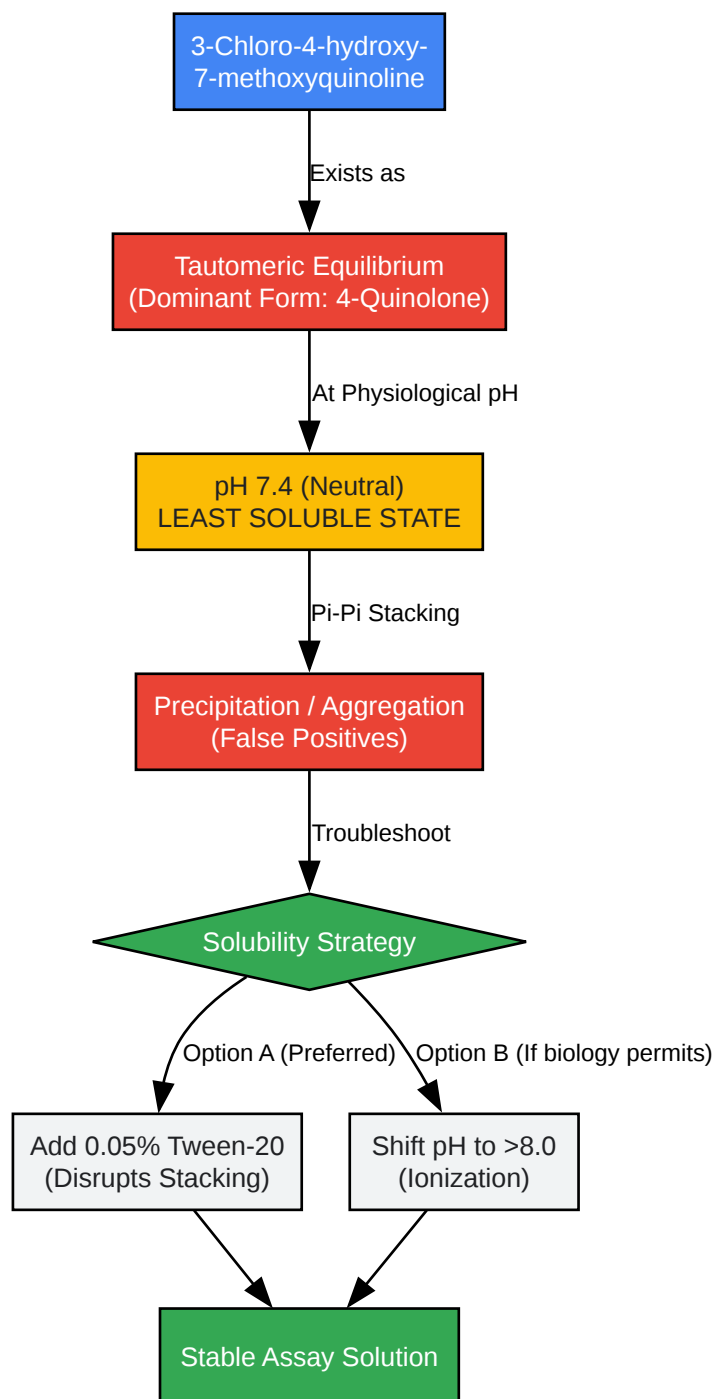 3-Chloro-4-hydroxy-
7-methoxyquinoline
Exists as
Tautomeric Equilibrium
(Dominant Form: 4-Quinolone)
At Physiological pH
pH 7.4 (Neutral)
LEAST SOLUBLE STATE
Pi-Pi Stacking
Precipitation / Aggregation
(False Positives)
Troubleshoot
Solubility Strategy
Option A (Preferred)
Option B (If biology permits)
Add 0.05% Tween-20
(Disrupts Stacking)
Shift pH to >8.0
(Ionization)
Stable Assay Solution